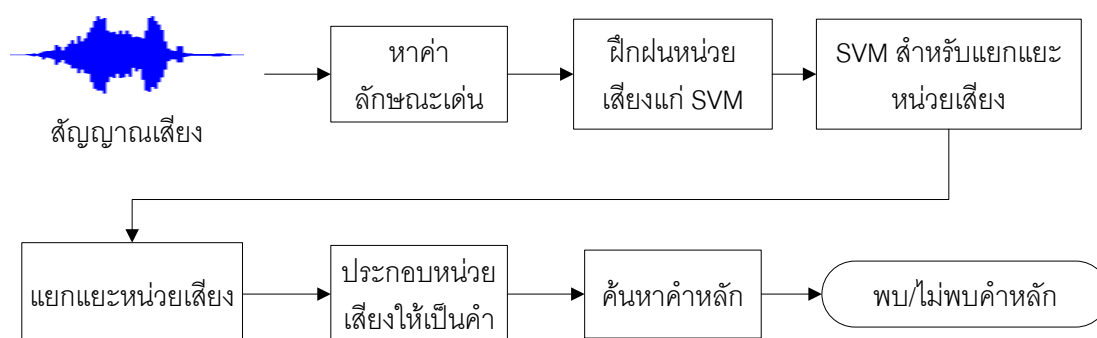 สัญญาณเสียง
หาค่า
ลักษณะเด่น
ฝึกฝนหน่วย
เสียงแก่ SVM
SVM สำหรับแยกแยะ
หน่วยเสียง
แยกแยะหน่วยเสียง
ประกอบหน่วย
เสียงให้เป็นคำ
ค้นหาคำหลัก
พบ/ไม่พบคำหลัก